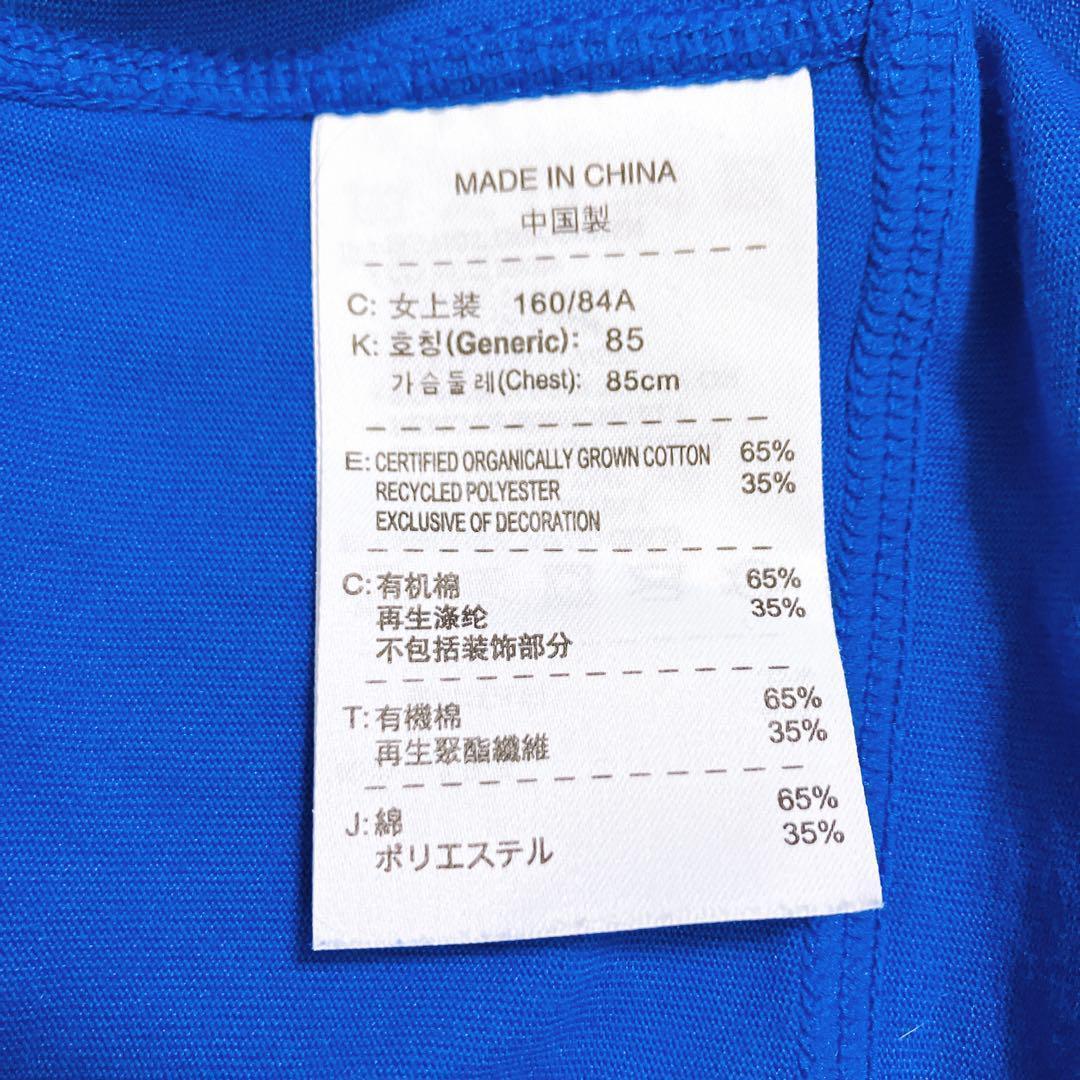 MADE IN CHINA
中国製
C: 女上装 160/84A
K: 호칭(Generic): 85
가슴둘레(Chest): 85cm
E: CERTIFIED ORGANICALLY GROWN COTTON 65%
RECYCLED POLYESTER 35%
EXCLUSIVE OF DECORATION
C: 有机棉 65%
再生涤纶 35%
不包括装饰部分
T: 有機棉 65%
再生聚酯纖維 35%
J: 綿 65%
ポリエステル 35%